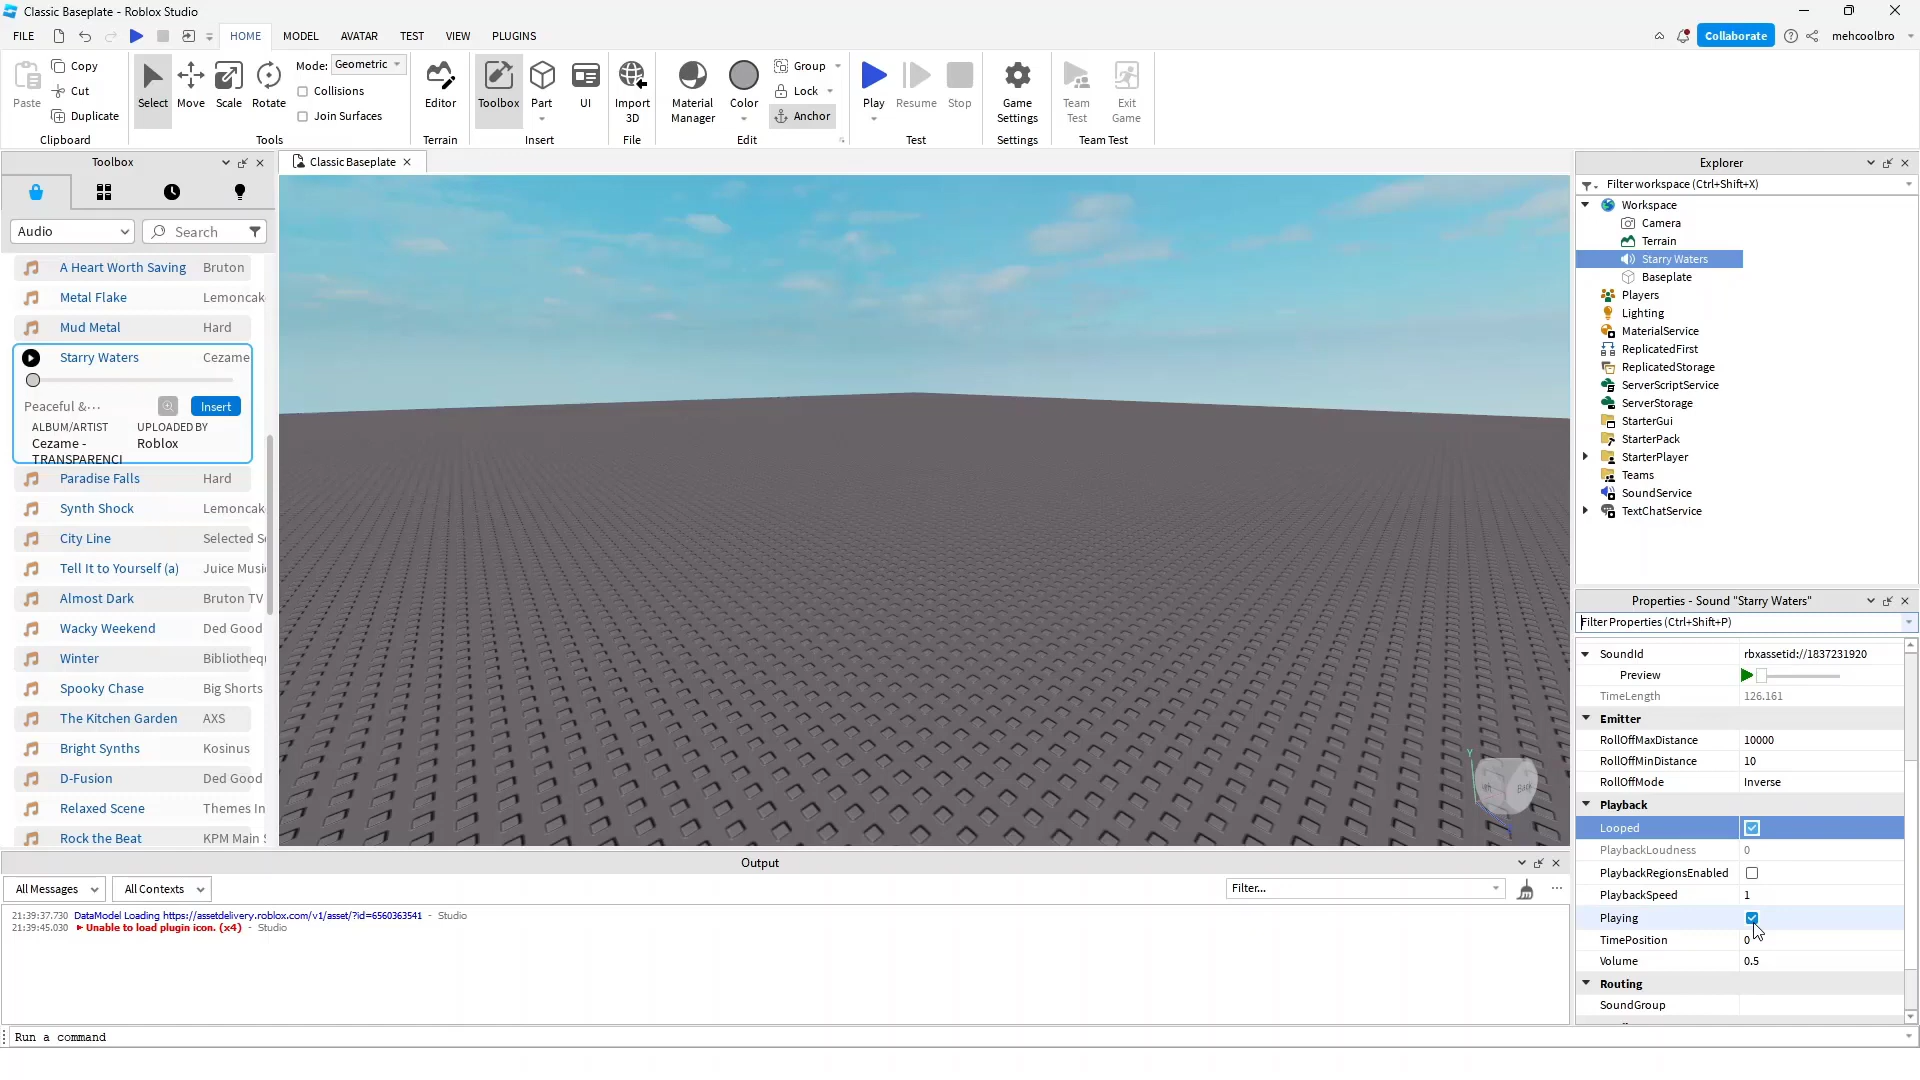 Classic Baseplate - Roblox Studio
FILE
HOME
MODEL
AVATAR
TEST
VIEW
PLUGINS
Collaborate
mehcoolbro
Paste
Copy
Cut
Duplicate
Clipboard
Select
Move
Scale
Rotate
Mode:
Geometric
Collisions
Join Surfaces
Tools
Editor
Terrain
Toolbox
Part
UI
Insert
Import
3D
File
Material
Manager
Color
Group
Lock
Anchor
Edit
Play
Resume
Stop
Test
Game
Settings
Settings
Team
Test
Exit
Game
Team Test
Toolbox
Audio
Search
A Heart Worth Saving Bruton
Metal Flake Lemoncak
Mud Metal Hard
Starry Waters Cezame
Peaceful &···
Insert
ALBUM/ARTIST UPLOADED BY
Cezame - Roblox
TRANSPARENCI
Paradise Falls Hard
Synth Shock Lemoncak
City Line Selected S
Tell It to Yourself (a) Juice Musi
Almost Dark Bruton TV
Wacky Weekend Ded Good
Winter Bibliothequ
Spooky Chase Big Shorts
The Kitchen Garden AXS
Bright Synths Kosinus
D-Fusion Ded Good
Relaxed Scene Themes In
Rock the Beat KPM Main S
Classic Baseplate
Y
Explorer
Filter workspace (Ctrl+Shift+X)
Workspace
Camera
Terrain
Starry Waters
Baseplate
Players
Lighting
MaterialService
ReplicatedFirst
ReplicatedStorage
ServerScriptService
ServerStorage
StarterGui
StarterPack
StarterPlayer
Teams
SoundService
TextChatService
Properties - Sound "Starry Waters"
Filter Properties (Ctrl+Shift+P)
SoundId rbxassetid://1837231920
Preview
TimeLength 126.161
Emitter
RollOffMaxDistance 10000
RollOffMinDistance 10
RollOffMode Inverse
Playback
Looped
PlaybackLoudness 0
PlaybackRegionsEnabled
PlaybackSpeed 1
Playing
TimePosition 0
Volume 0.5
Routing
SoundGroup
Output
All Messages
All Contexts
Filter...
21:39:37.730 DataModel Loading https://assetdelivery.roblox.com/v1/asset/?id=6560363541 - Studio
21:39:45.030 Unable to load plugin icon. (x4) - Studio
Run a command